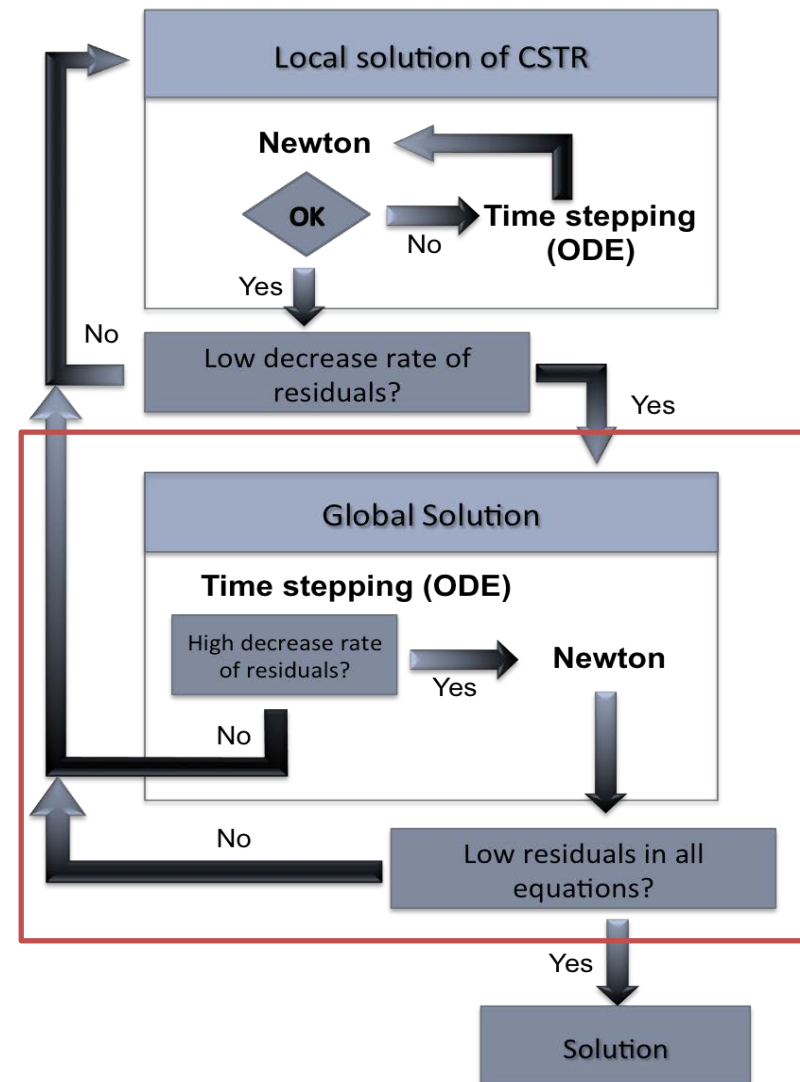 Local solution of CSTR
Newton
OK
No
Time stepping
(ODE)
Yes
No
Low decrease rate of
residuals?
Yes
Global Solution
Time stepping (ODE)
High decrease rate
of residuals?
Yes
Newton
No
No
Low residuals in all
equations?
Yes
Solution